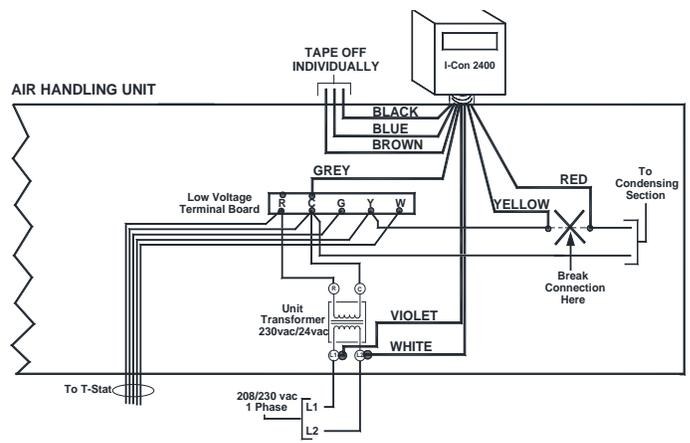 I-Con 2400
TAPE OFF
INDIVIDUALLY
AIR HANDLING UNIT
BLACK
BLUE
BROWN
GREY
RED
YELLOW
To
Condensing
Section
Low Voltage
Terminal Board
R C G Y W
Break
Connection
Here
R C
Unit
Transformer
230vac/24vac
VIOLET
WHITE
L1 L2
To T-Stat
208/230 vac
1 Phase
L1
L2